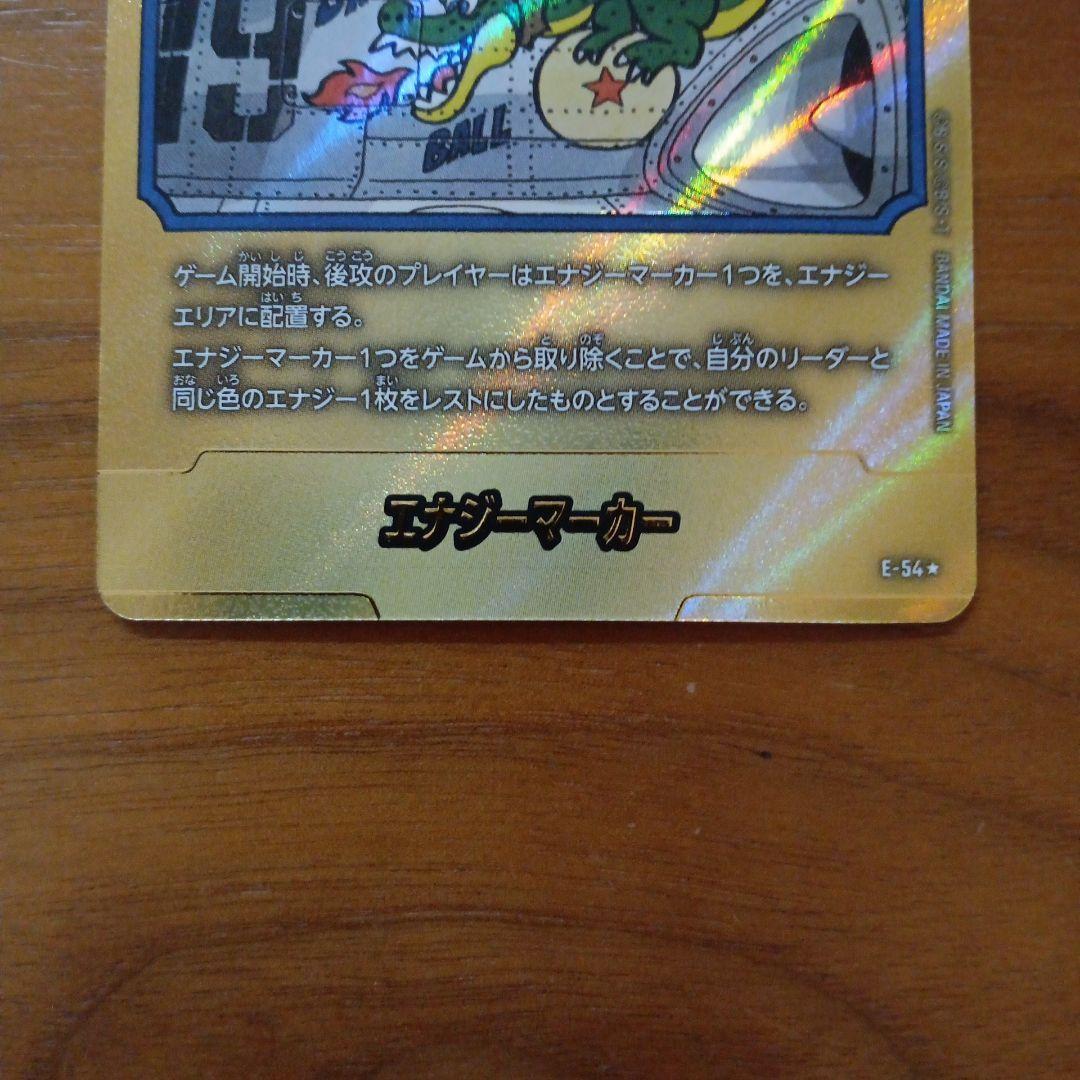 19
BALL
ゲーム開始時、後攻のプレイヤーはエナジーマーカー1つを、エナジー
エリアに配置する。
エナジーマーカー1つをゲームから取り除くことで、自分のリーダーと
同じ色のエナジー1枚をレストにしたものとすることができる。
BANDAI MADE IN JAPAN
エナジーマーカー
E-54★